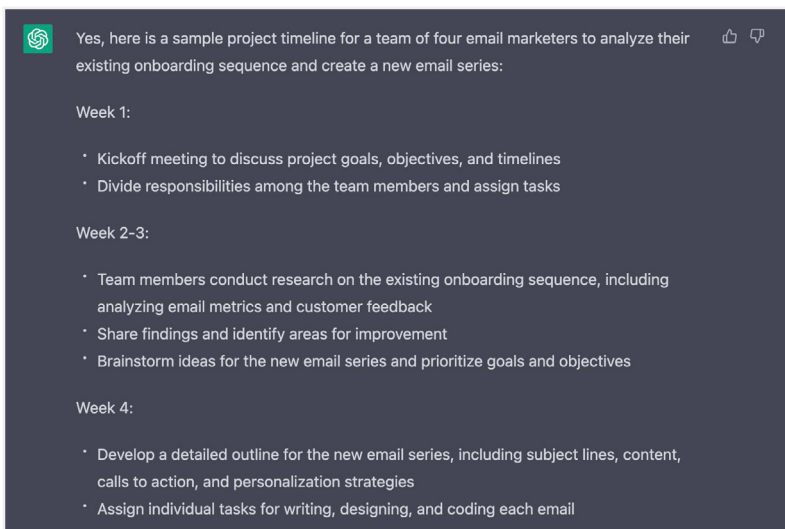 Yes, here is a sample project timeline for a team of four email marketers to analyze their
existing onboarding sequence and create a new email series:
Week 1:
• Kickoff meeting to discuss project goals, objectives, and timelines
• Divide responsibilities among the team members and assign tasks
Week 2-3:
• Team members conduct research on the existing onboarding sequence, including
analyzing email metrics and customer feedback
• Share findings and identify areas for improvement
• Brainstorm ideas for the new email series and prioritize goals and objectives
Week 4:
• Develop a detailed outline for the new email series, including subject lines, content,
calls to action, and personalization strategies
• Assign individual tasks for writing, designing, and coding each email